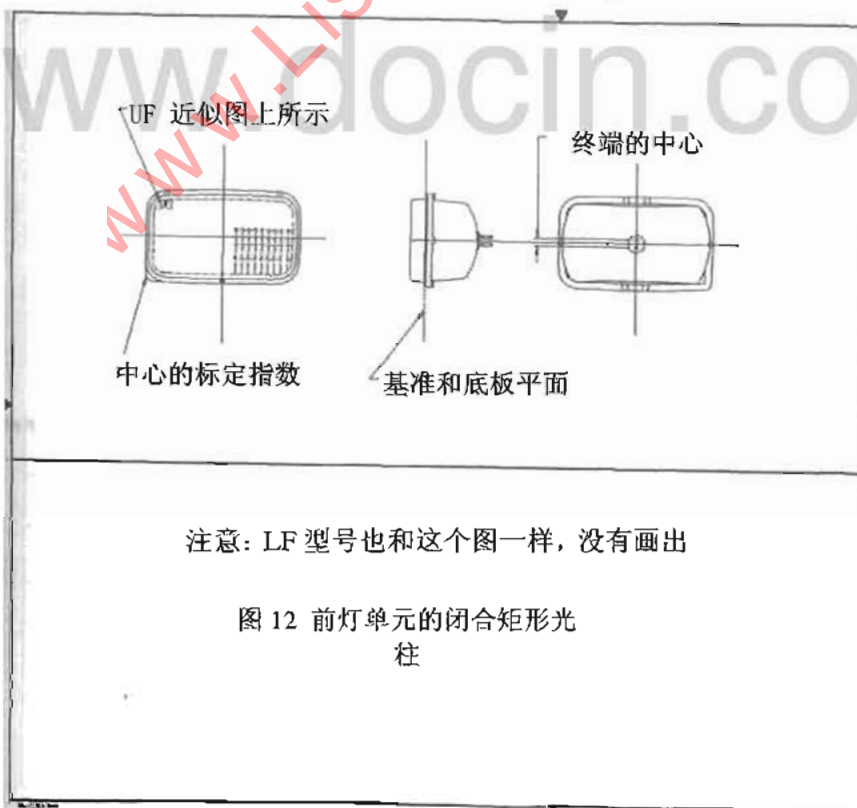 ww.docin.co
www.LIS
UF 近似图上所示
终端的中心
中心的标定指数
基准和底板平面
注意: LF 型号也和这个图一样, 没有画出
图 12 前灯单元的闭合矩形光
柱